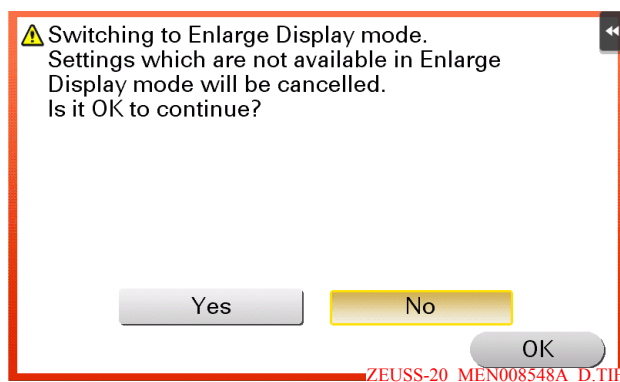 Switching to Enlarge Display mode.
Settings which are not available in Enlarge
Display mode will be cancelled.
Is it OK to continue?
Yes
No
OK
ZEUSS-20 MEN008548A D.TIF